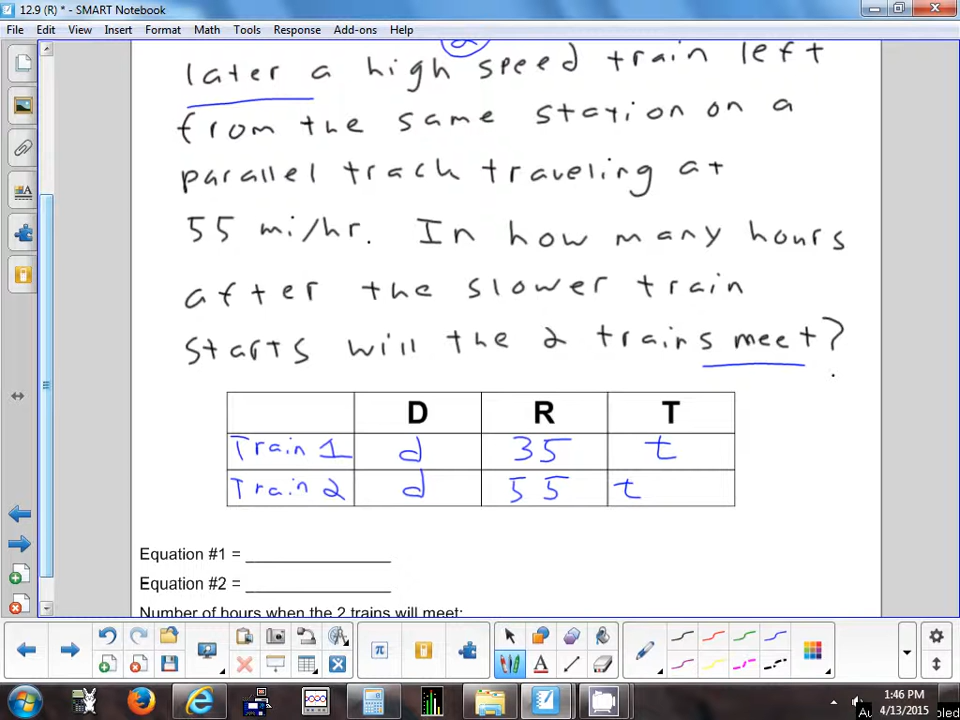 12.9 (R) * - SMART Notebook
File Edit View Insert Format Math Tools Response Add-ons Help
2
later a high speed train left
from the same station on a
parallel track traveling at
55 mi/hr. In how many hours
after the slower train
starts will the 2 trains meet?
D R T
Train 1 d 35 t
Train 2 d 55 t
Equation #1 = ________________
Equation #2 = ________________
Number of hours when the 2 trains will meet:
1:46 PM
4/13/2015